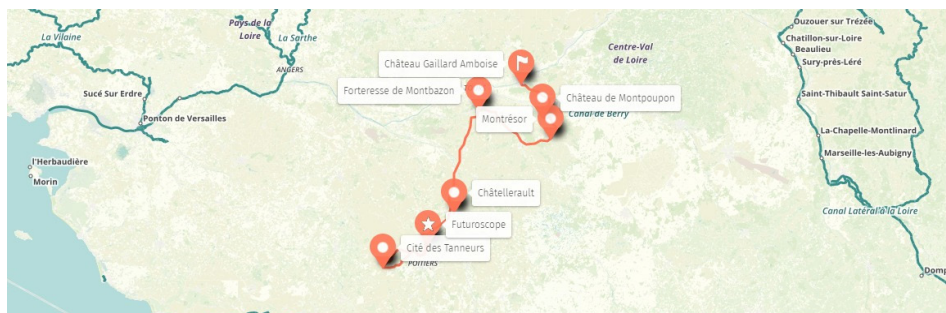 Pays de la
Loire
La Vilaine
La Sarthe
ANGERS
Sucé Sur Erdre
Ponton de Versailles
l'Herbaudière
Morin
Château Gaillard Amboise
Forteresse de Montbazon
Château de Montpoupon
Montrésor
Canal de Berry
Centre-Val
de Loire
Châtellerault
Futuroscope
Cité des Tanneurs
POITIERS
Ouzouer sur Trézée
Chatillon-sur-Loire
Beaulieu
Sury-près-Léré
Saint-Thibault Saint-Satur
La-Chapelle-Montlinard
Marseille-les-Aubigny
Canal Latéral à la Loire
Domp